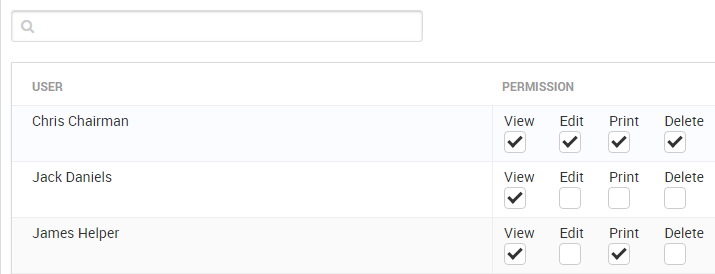 USER PERMISSION
Chris Chairman View Edit Print Delete
Jack Daniels View Edit Print Delete
James Helper View Edit Print Delete